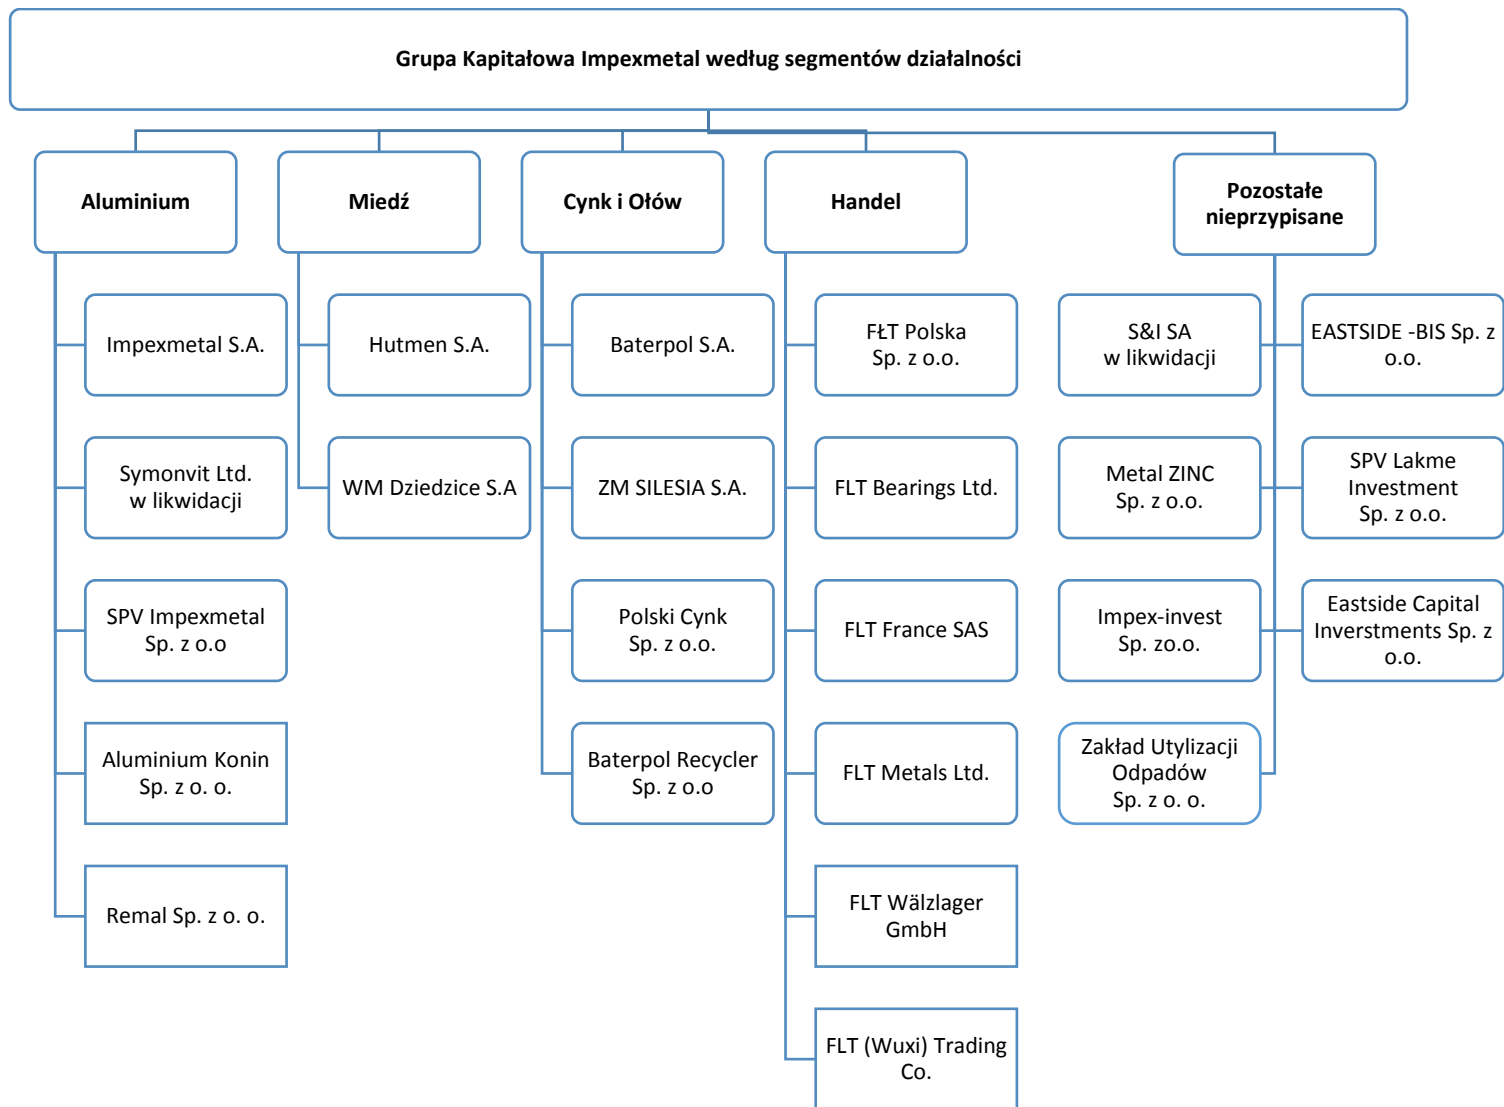 Grupa Kapitałowa Impexmetal według segmentów działalności
Aluminium
Miedź
Cynk i Ołów
Handel
Pozostałe
nieprzypisane
Impexmetal S.A.
Symonvit Ltd.
w likwidacji
SPV Impexmetal
Sp. z o.o
Aluminium Konin
Sp. z o. o.
Remal Sp. z o. o.
Hutmen S.A.
WM Dziedzice S.A
Baterpol S.A.
ZM SILESIA S.A.
Polski Cynk
Sp. z o.o.
Baterpol Recycler
Sp. z o.o
FŁT Polska
Sp. z o.o.
FLT Bearings Ltd.
FLT France SAS
FLT Metals Ltd.
FLT Wälzlager
GmbH
FLT (Wuxi) Trading
Co.
S&I SA
w likwidacji
Metal ZINC
Sp. z o.o.
Impex-invest
Sp. zo.o.
Zakład Utylizacji
Odpadów
Sp. z o. o.
EASTSIDE -BIS Sp. z
o.o.
SPV Lakme
Investment
Sp. z o.o.
Eastside Capital
Inverstments Sp. z
o.o.